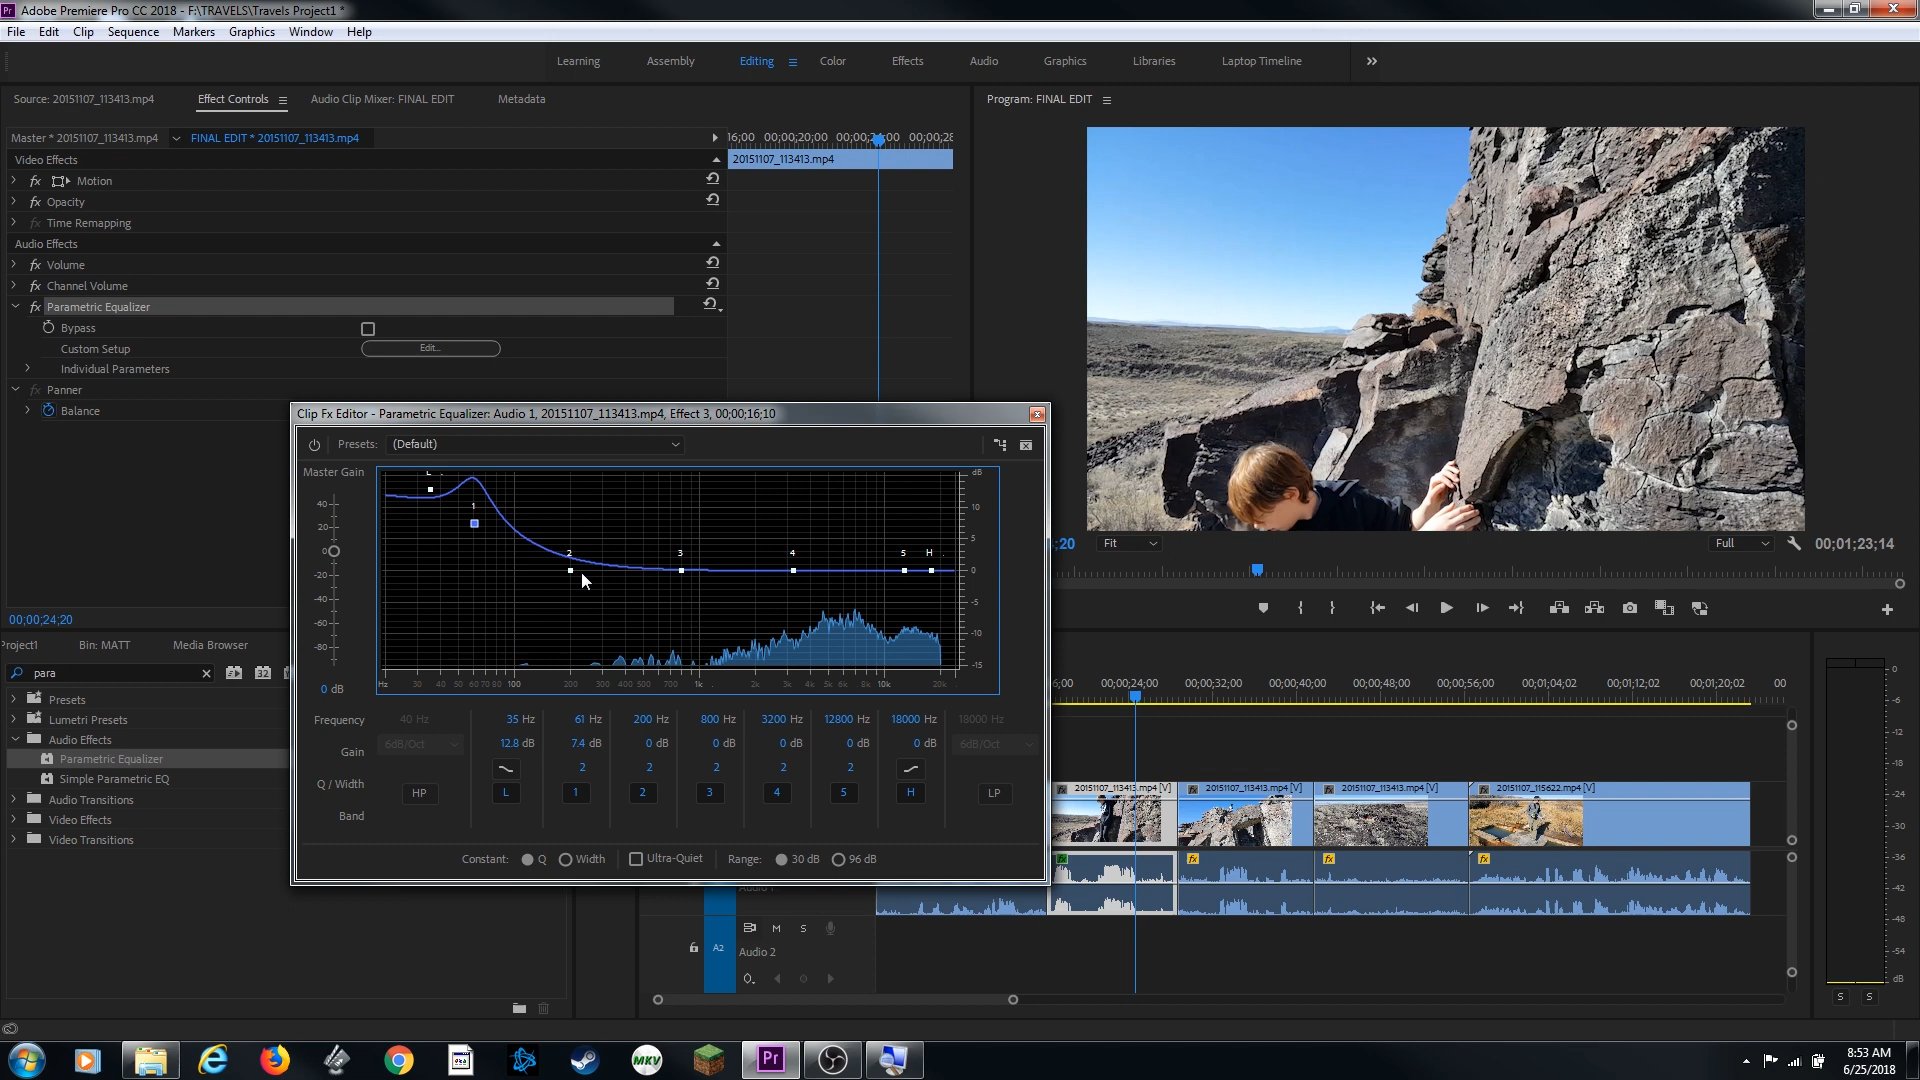 Adobe Premiere Pro CC 2018 - F:\TRAVELS\Travels Project1 *
File Edit Clip Sequence Markers Graphics Window Help
Learning Assembly Editing Color Effects Audio Graphics Libraries Laptop Timeline
Source: 20151107_113413.mp4 Effect Controls Audio Clip Mixer: FINAL EDIT Metadata
Program: FINAL EDIT
Master * 20151107_113413.mp4 FINAL EDIT * 20151107_113413.mp4
16;00 00;00;20;00 00;00;24;00 00;00;28
20151107_113413.mp4
Video Effects
fx Motion
fx Opacity
fx Time Remapping
Audio Effects
fx Volume
fx Channel Volume
fx Parametric Equalizer
Bypass
Custom Setup Edit...
Individual Parameters
fx Panner
Balance
00;00;24;20
Clip Fx Editor - Parametric Equalizer: Audio 1, 20151107_113413.mp4, Effect 3, 00;00;16;10
Presets: (Default)
Master Gain
40
20
0
-20
-40
-60
-80
0 dB
L 1 2 3 4 5 H
dB
10
5
0
-5
-10
-15
Hz 30 40 50 60 70 80 100 200 300 400 500 700 1k 2k 3k 4k 5k 6k 8k 10k 20k
Frequency 40 Hz 35 Hz 61 Hz 200 Hz 800 Hz 3200 Hz 12800 Hz 18000 Hz 18000 Hz
Gain 6dB/Oct 12.8 dB 7.4 dB 0 dB 0 dB 0 dB 0 dB 0 dB 6dB/Oct
Q / Width 2 2 2 2 2
Band HP L 1 2 3 4 5 H LP
Constant: Q Width Ultra-Quiet Range: 30 dB 96 dB
;20 Fit Full 00;01;23;14
Project1 Bin: MATT Media Browser
para
Presets
Lumetri Presets
Audio Effects
Parametric Equalizer
Simple Parametric EQ
Audio Transitions
Video Effects
Video Transitions
6;00 00;00;24;00 00;00;32;00 00;00;40;00 00;00;48;00 00;00;56;00 00;01;04;02 00;01;12;02 00;01;20;02 00
20151107_113413.mp4 [V] 20151107_113413.mp4 [V] 20151107_113413.mp4 [V] 20151107_115622.mp4 [V]
fx fx fx fx
Audio 1
M S
A2
Audio 2
0
-6
-12
-18
-24
-30
-36
-42
-48
-54
dB
S S
Pr
MKV
8:53 AM
6/25/2018